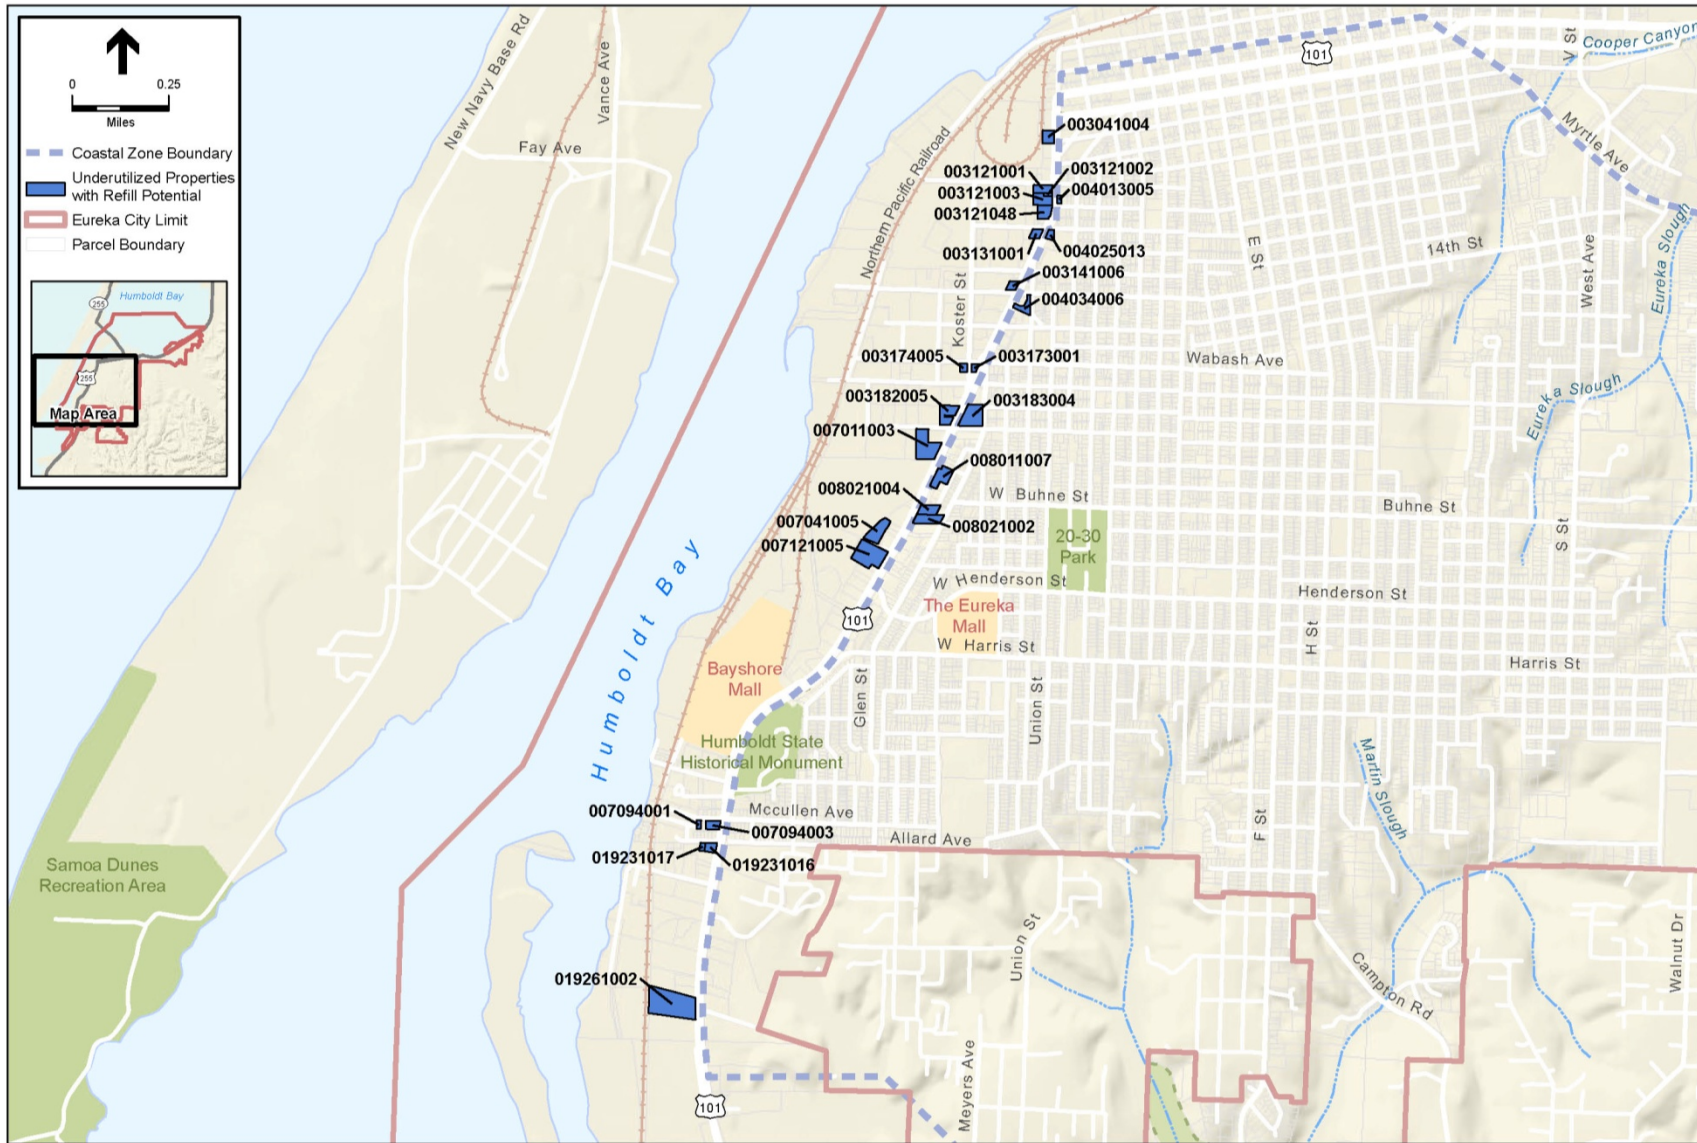 0 0.25
Miles
Coastal Zone Boundary
Underutilized Properties
with Refill Potential
Eureka City Limit
Parcel Boundary
Humboldt Bay
255
255
Map Area
New Navy Base Rd
Vance Ave
Fay Ave
Northern Pacific Railroad
101
V St
Cooper Canyon
Myrtle Ave
003041004
003121001
003121002
003121003
004013005
003121048
003131001
004025013
003141006
004034006
Koster St
E St
14th St
West Ave
Eureka Slough
003174005
003173001
Wabash Ave
003182005
003183004
Eureka Slough
007011003
008011007
008021004
W Buhne St
Buhne St
007041005
008021002
007121005
20-30
Park
S St
W Henderson St
Henderson St
101
The Eureka
Mall
W Harris St
H St
Harris St
Humboldt Bay
Bayshore
Mall
Glen St
Union St
Humboldt State
Historical Monument
Martin Slough
007094001
Mccullen Ave
007094003
Allard Ave
F St
019231017
019231016
Samoa Dunes
Recreation Area
019261002
Union St
Campton Rd
Walnut Dr
Meyers Ave
101